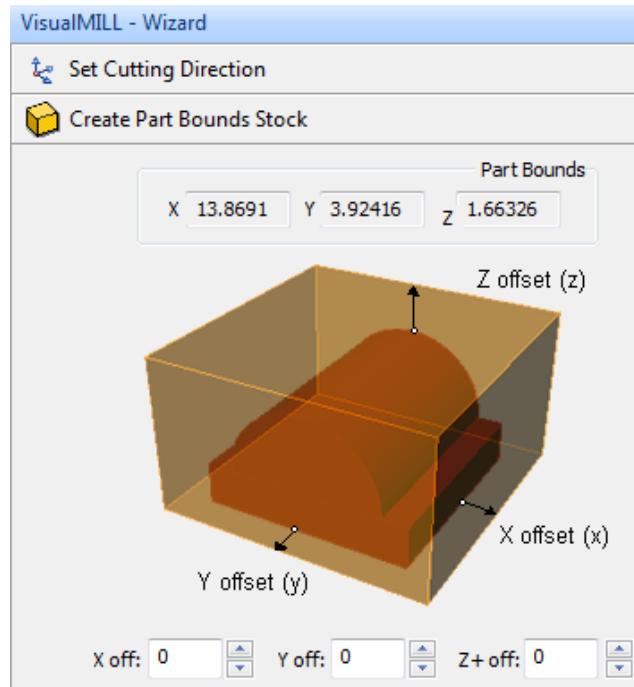 VisualMILL - Wizard
Set Cutting Direction
Create Part Bounds Stock
Part Bounds
X 13.8691 Y 3.92416 Z 1.66326
Z offset (z)
X offset (x)
Y offset (y)
X off: 0 Y off: 0 Z+ off: 0